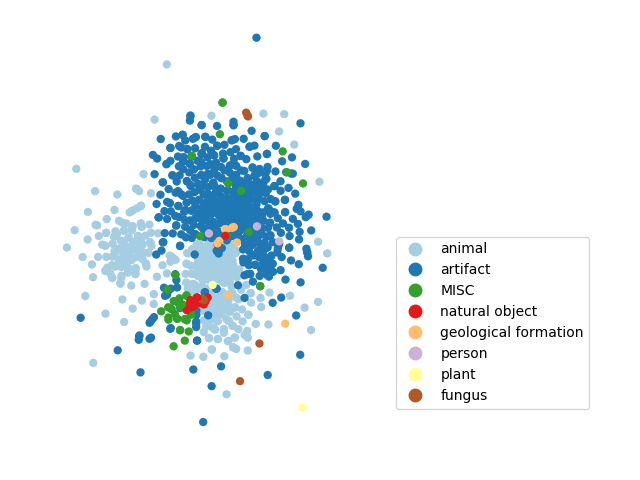 animal
artifact
MISC
natural object
geological formation
person
plant
fungus